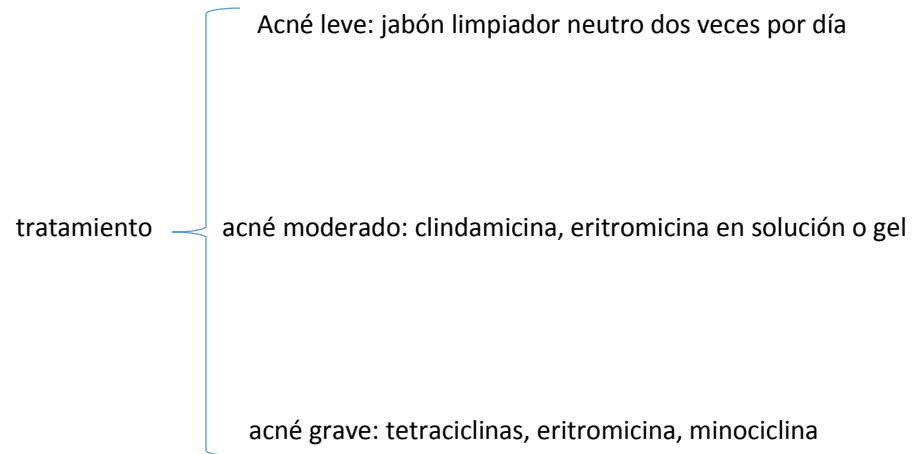 Acné leve: jabón limpiador neutro dos veces por día
tratamiento
acné moderado: clindamicina, eritromicina en solución o gel
acné grave: tetraciclinas, eritromicina, minociclina